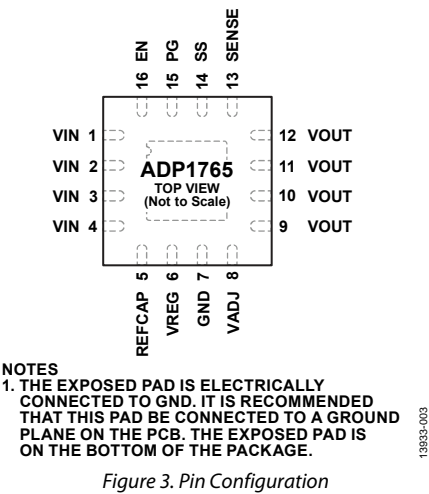 16 EN
15 PG
14 SS
13 SENSE
VIN 1
VIN 2
VIN 3
VIN 4
ADP1765
TOP VIEW
(Not to Scale)
12 VOUT
11 VOUT
10 VOUT
9 VOUT
REFCAP 5
VREG 6
GND 7
VADJ 8
NOTES
1. THE EXPOSED PAD IS ELECTRICALLY
CONNECTED TO GND. IT IS RECOMMENDED
THAT THIS PAD BE CONNECTED TO A GROUND
PLANE ON THE PCB. THE EXPOSED PAD IS
ON THE BOTTOM OF THE PACKAGE.
13933-003
Figure 3. Pin Configuration